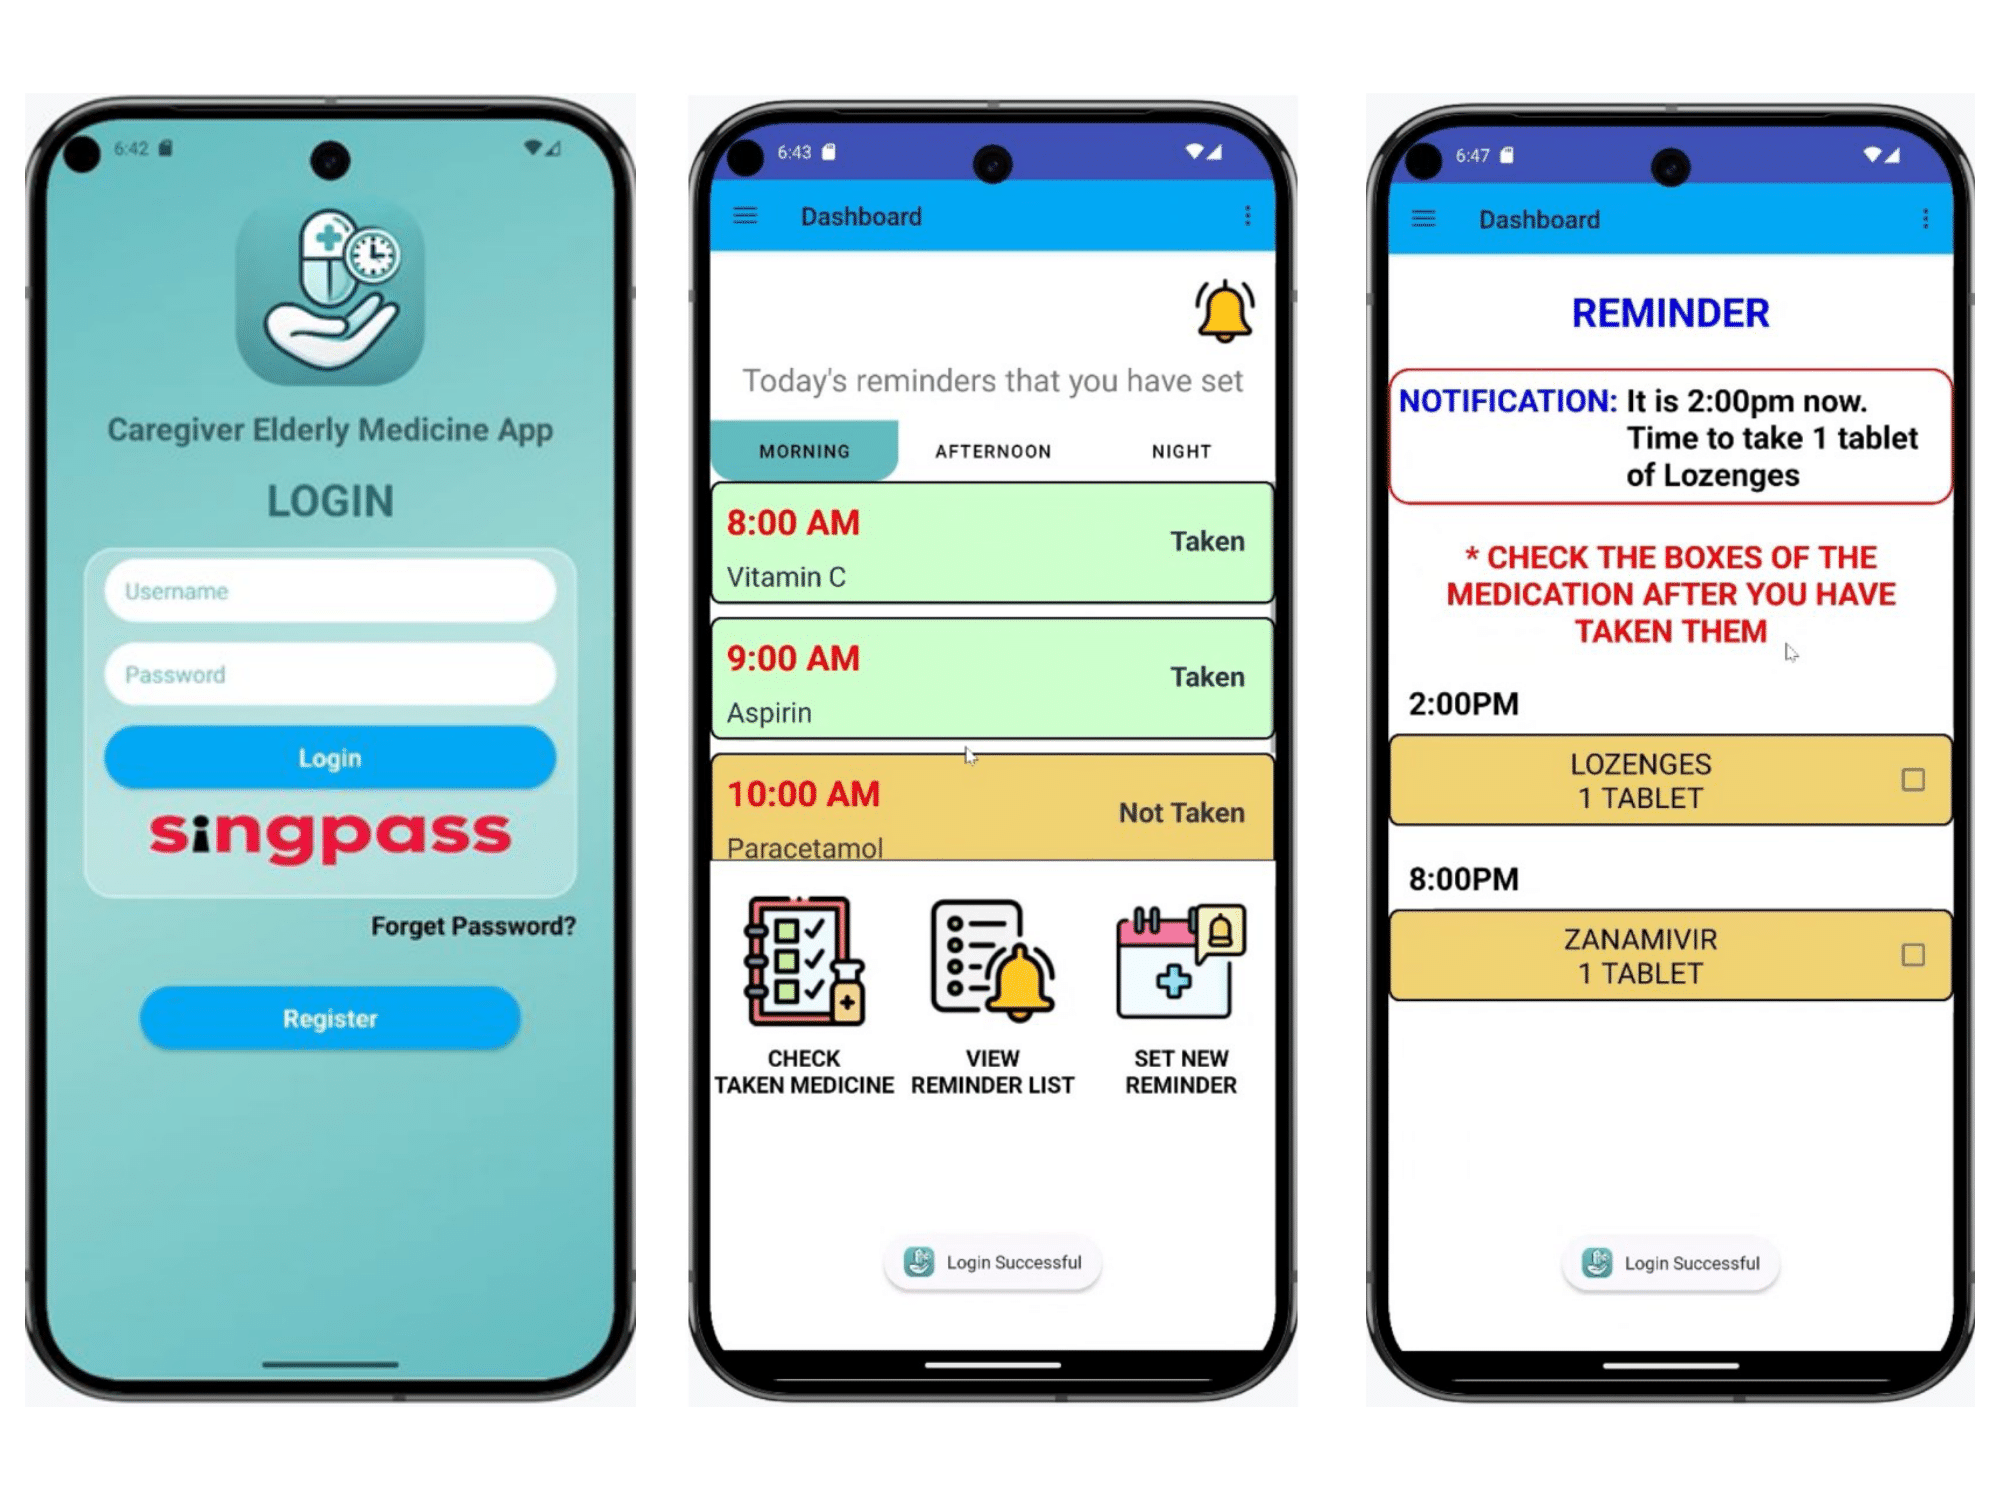 6:42
Caregiver Elderly Medicine App
LOGIN
Username
Password
Login
singpass
Forget Password?
Register
6:43
Dashboard
Today's reminders that you have set
MORNING AFTERNOON NIGHT
8:00 AM
Taken
Vitamin C
9:00 AM
Taken
Aspirin
10:00 AM
Not Taken
Paracetamol
CHECK
TAKEN MEDICINE
VIEW
REMINDER LIST
SET NEW
REMINDER
Login Successful
6:47
Dashboard
REMINDER
NOTIFICATION: It is 2:00pm now.
Time to take 1 tablet
of Lozenges
* CHECK THE BOXES OF THE
MEDICATION AFTER YOU HAVE
TAKEN THEM
2:00PM
LOZENGES
1 TABLET
8:00PM
ZANAMIVIR
1 TABLET
Login Successful